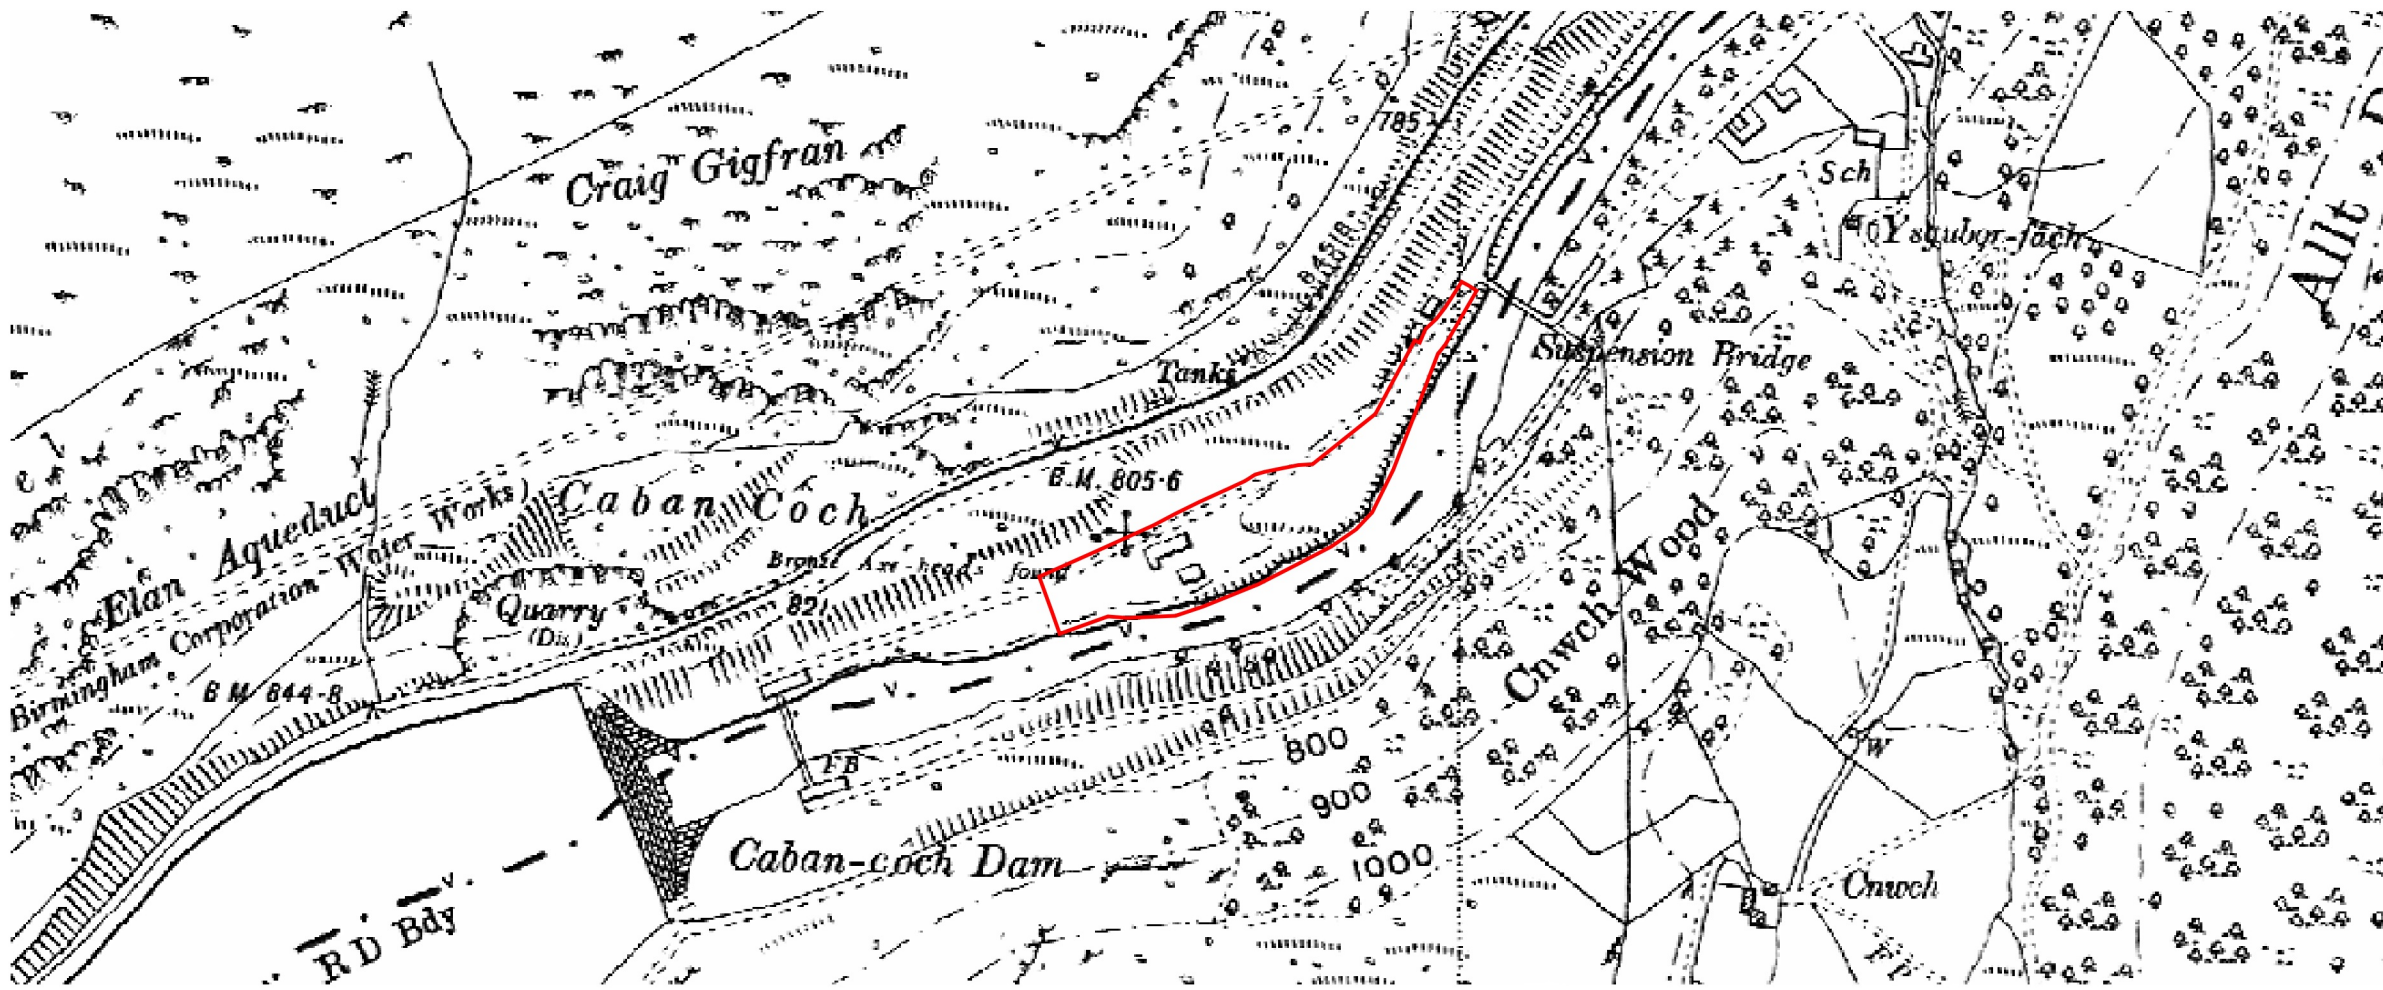 Craig Gigfran
785
Sch
Ysgubor-fach
Allt
845
Suspension Bridge
Tanks
B.M. 805·6
e l
Elan Aqueduct
(Birmingham Corporation Water Works)
Caban Coch
Bronze Axe-head found
Quarry
(Dis.)
821
V.
V.
V.
V.
Cnwch Wood
B M 844·8
F B
W
800
900
1000
Caban-coch Dam
Cnwch
V.
R D Bdy
F P